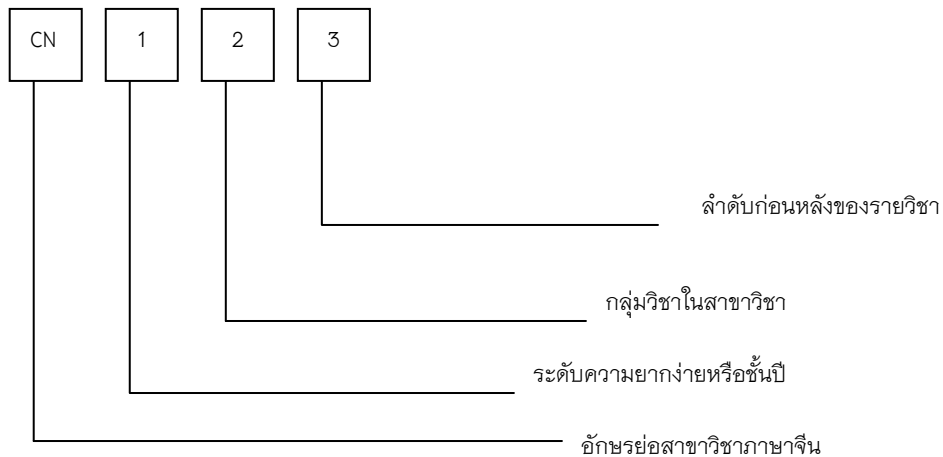 CN 1 2 3
ลำดับก่อนหลังของรายวิชา
กลุ่มวิชาในสาขาวิชา
ระดับความยากง่ายหรือชั้นปี
อักษรย่อสาขาวิชาภาษาจีน